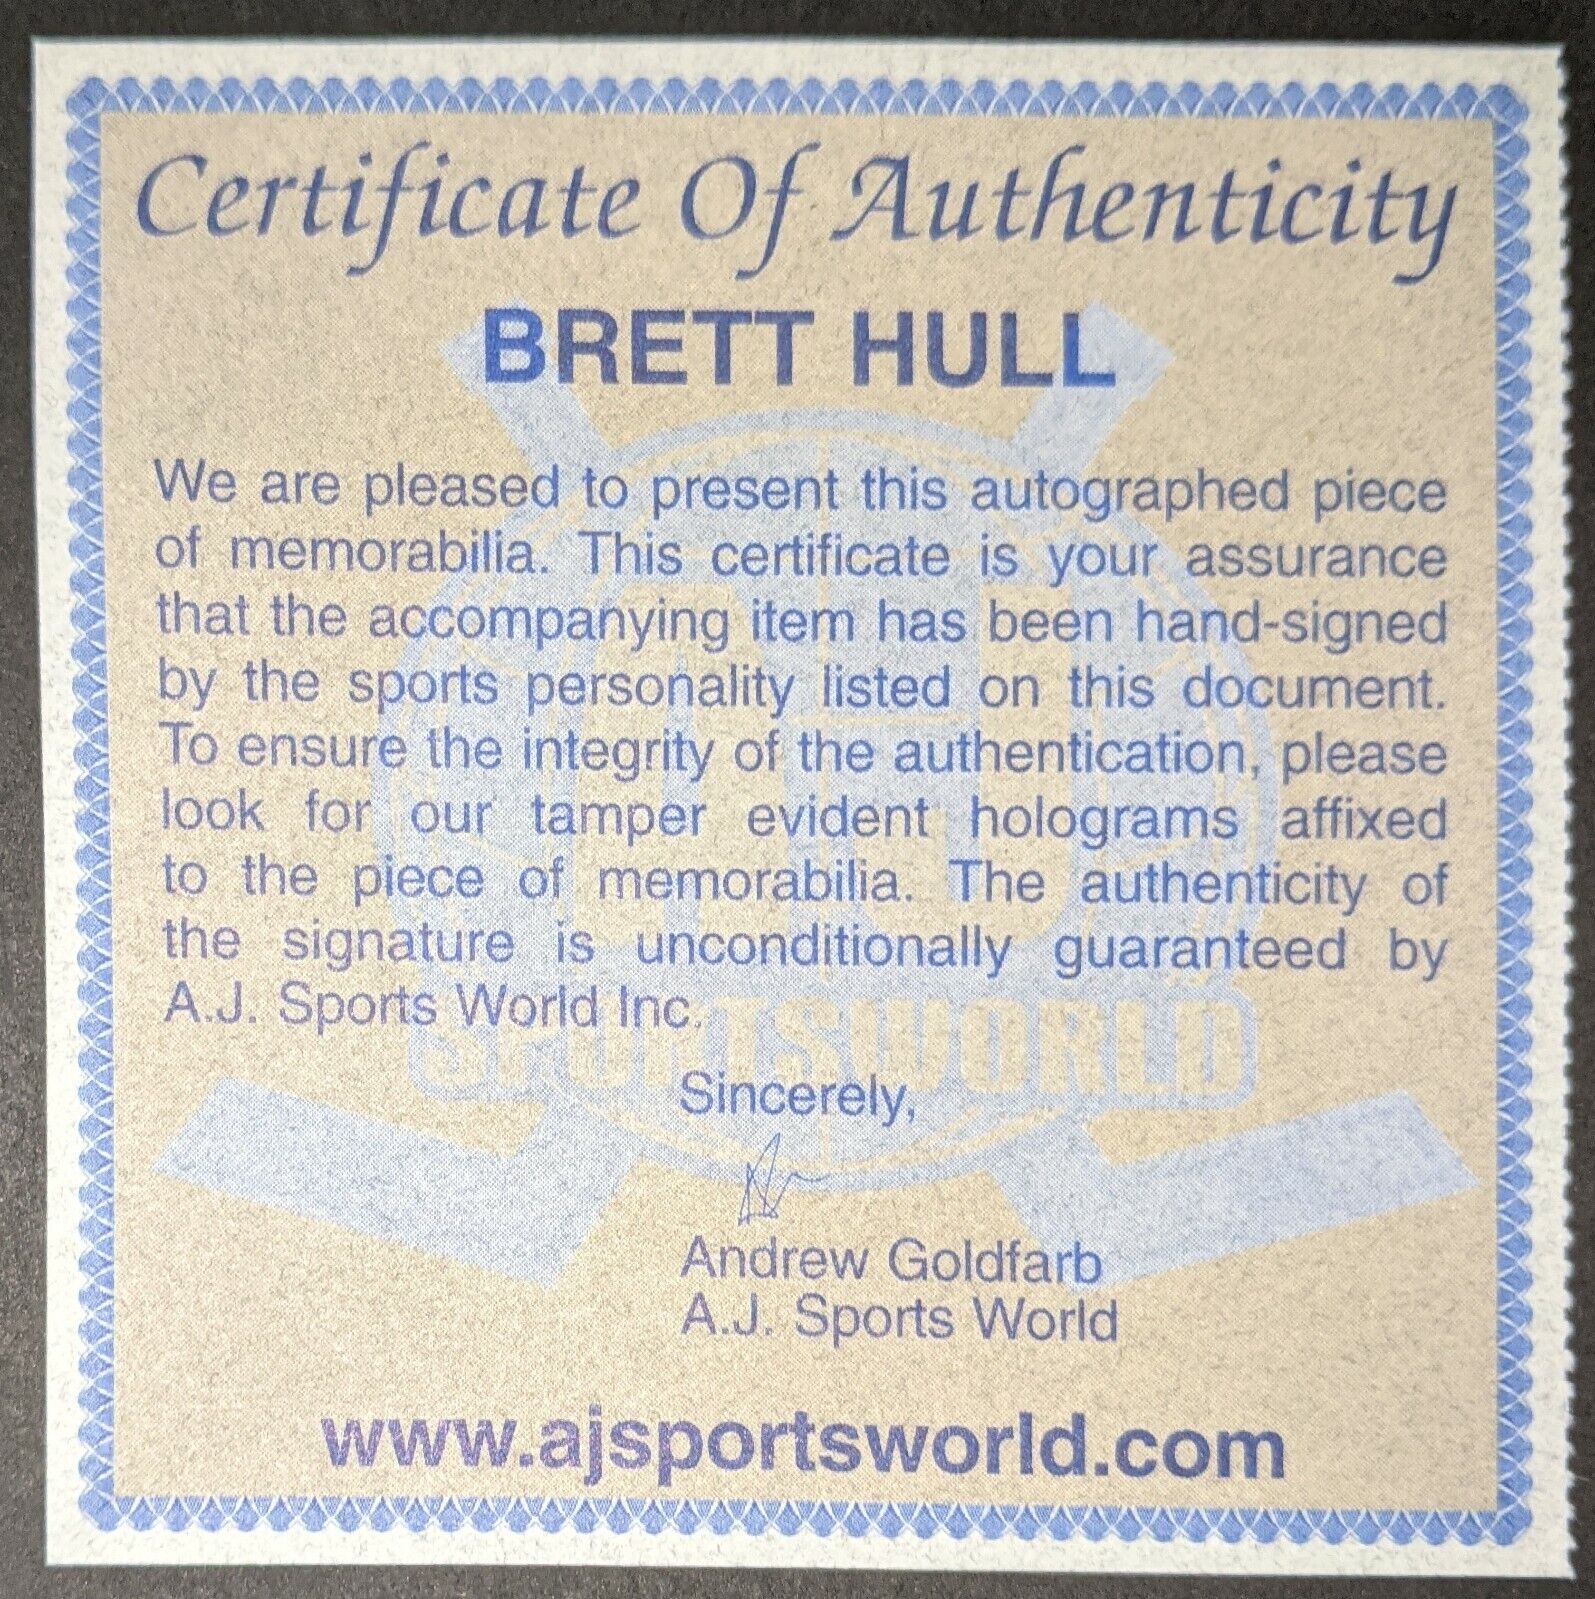 Certificate Of Authenticity
BRETT HULL
We are pleased to present this autographed piece
of memorabilia. This certificate is your assurance
that the accompanying item has been hand-signed
by the sports personality listed on this document.
To ensure the integrity of the authentication, please
look for our tamper evident holograms affixed
to the piece of memorabilia. The authenticity of
the signature is unconditionally guaranteed by
A.J. Sports World Inc.
AJ
SPORTSWORLD
Sincerely,
Andrew Goldfarb
A.J. Sports World
www.ajsportsworld.com